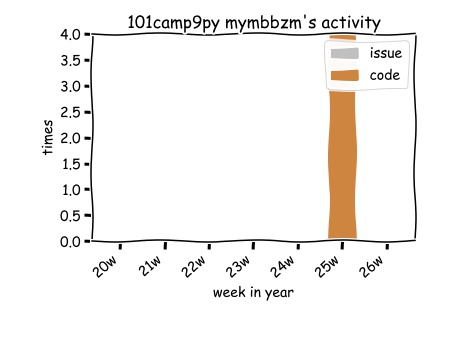 101camp9py mymbbzm's activity
4.0
3.5
3.0
2.5
2.0
1.5
1.0
0.5
0.0
times
issue
code
20w 21w 22w 23w 24w 25w 26w
week in year